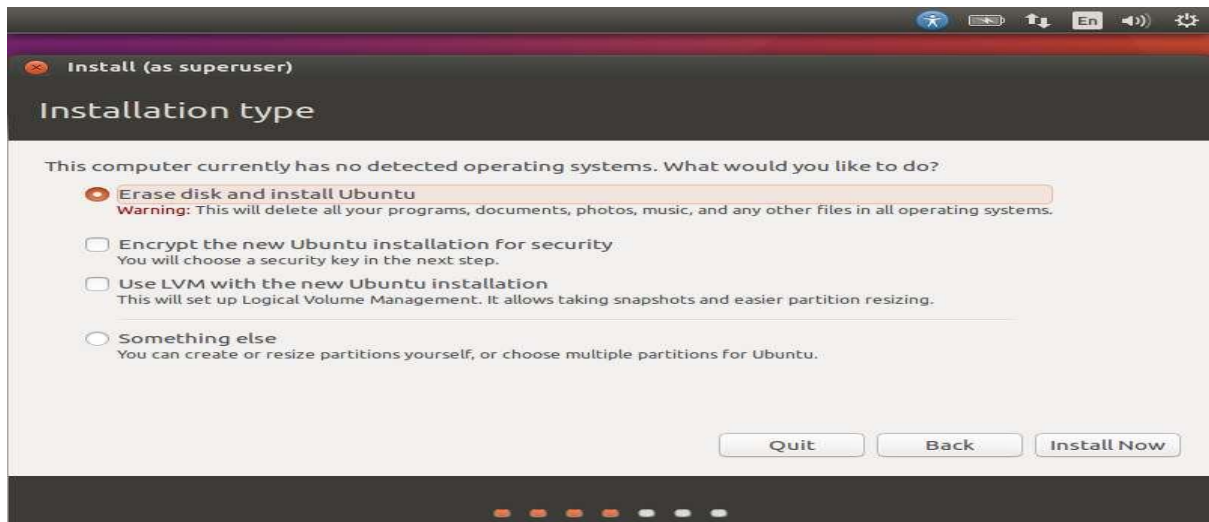 En
Install (as superuser)
Installation type
This computer currently has no detected operating systems. What would you like to do?
Erase disk and install Ubuntu
Warning: This will delete all your programs, documents, photos, music, and any other files in all operating systems.
Encrypt the new Ubuntu installation for security
You will choose a security key in the next step.
Use LVM with the new Ubuntu installation
This will set up Logical Volume Management. It allows taking snapshots and easier partition resizing.
Something else
You can create or resize partitions yourself, or choose multiple partitions for Ubuntu.
Quit Back Install Now